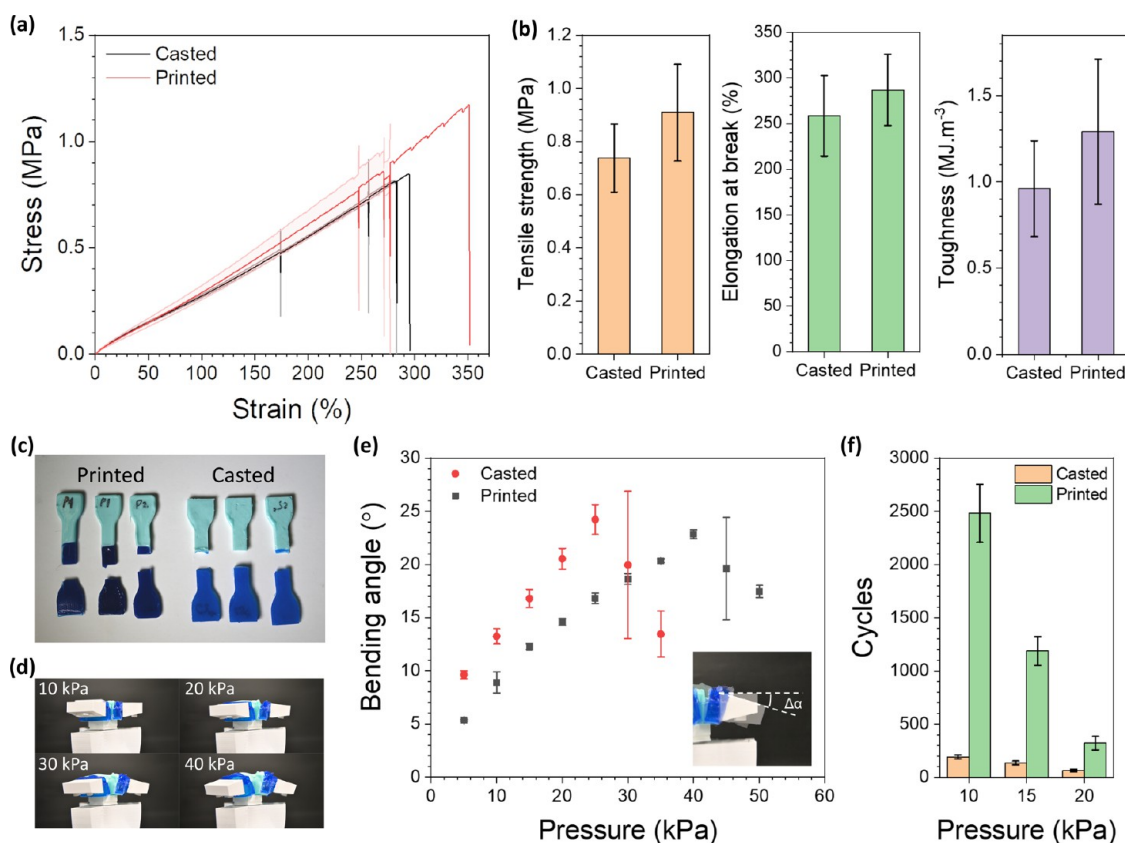 (a)
1.5
1.0
0.5
0.0
Stress (MPa)
Casted
Printed
0 50 100 150 200 250 300 350
Strain (%)
(b)
Tensile strength (MPa)
1.2
1.0
0.8
0.6
0.4
0.2
0.0
Casted Printed
Elongation at break (%)
350
300
250
200
150
100
50
0
Casted Printed
Toughness (MJ.m⁻³)
1.5
1.0
0.5
0.0
Casted Printed
(c)
Printed Casted
P1 P1 P2
(d)
10 kPa 20 kPa
30 kPa 40 kPa
(e)
Bending angle (°)
30
25
20
15
10
5
0
Casted
Printed
Δα
0 10 20 30 40 50 60
Pressure (kPa)
(f)
Cycles
3000
2500
2000
1500
1000
500
0
Casted
Printed
10 15 20
Pressure (kPa)